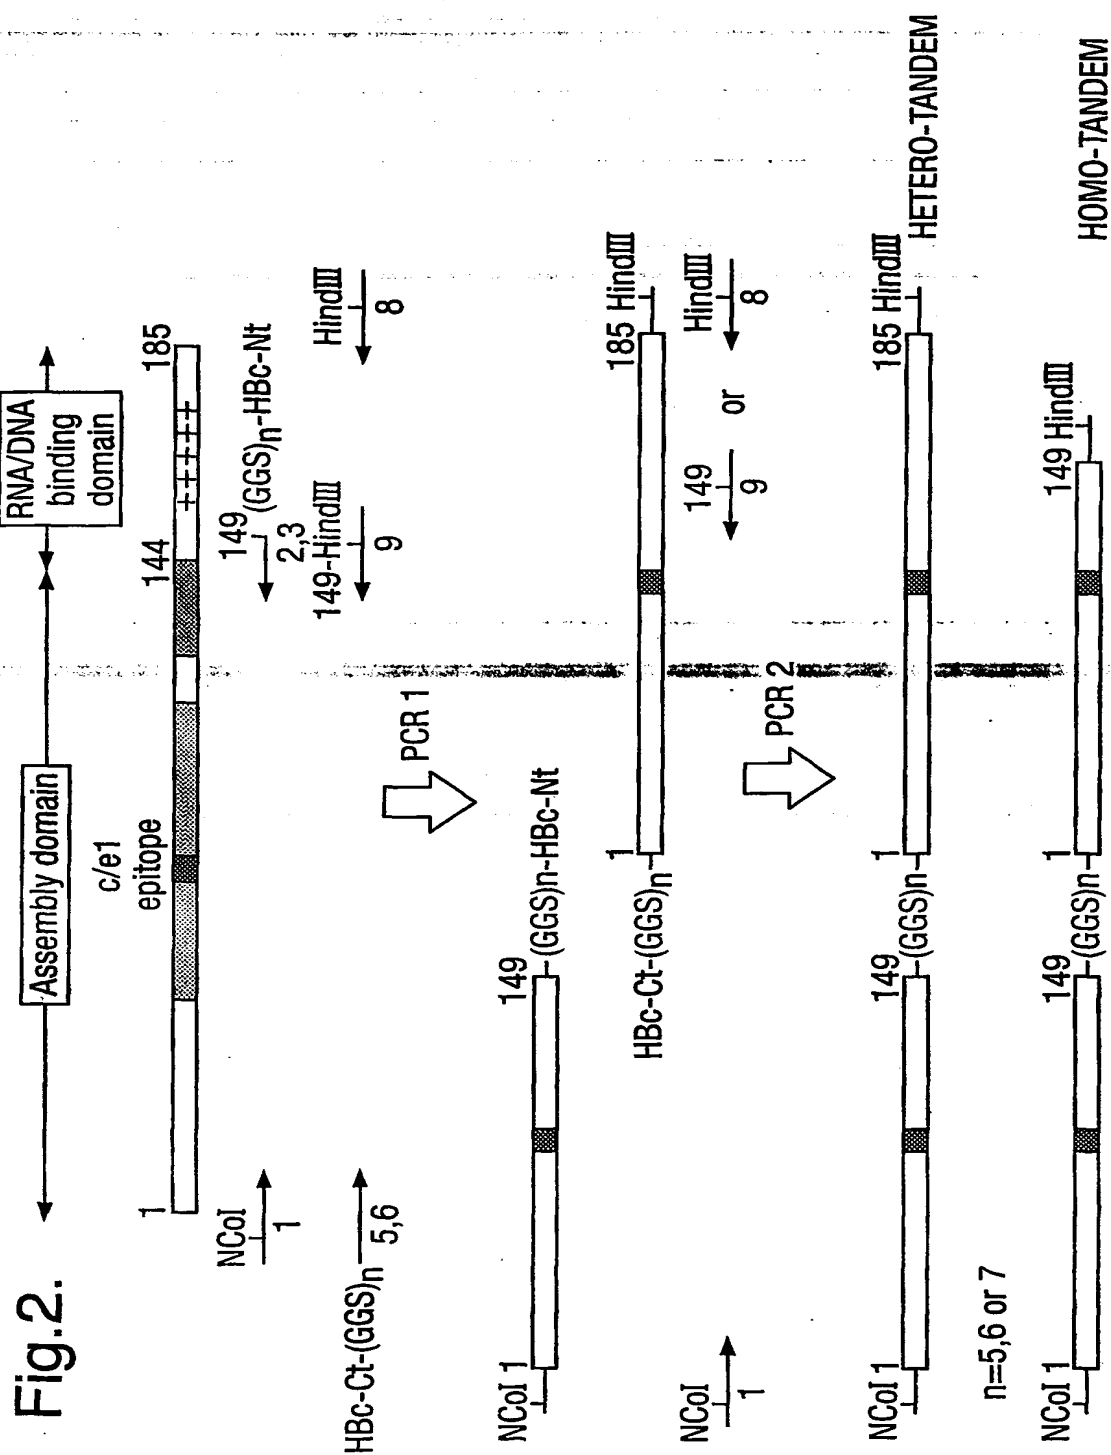 Fig.2.
Assembly domain
RNA/DNA
binding
domain
c/e1
epitope
1
144
185
NCoI
1
149
(GGS)n-HBc-Nt
2,3
HBc-Ct-(GGS)n
5,6
149-HindIII
9
HindIII
8
PCR 1
NCoI 1
149
(GGS)n-HBc-Nt
HBc-Ct-(GGS)n
1
185 HindIII
NCoI
1
PCR 2
149
9
or
HindIII
8
NCoI 1
149
(GGS)n
1
185 HindIII
HETERO-TANDEM
n=5,6 or 7
NCoI 1
149
(GGS)n
1
149 HindIII
HOMO-TANDEM